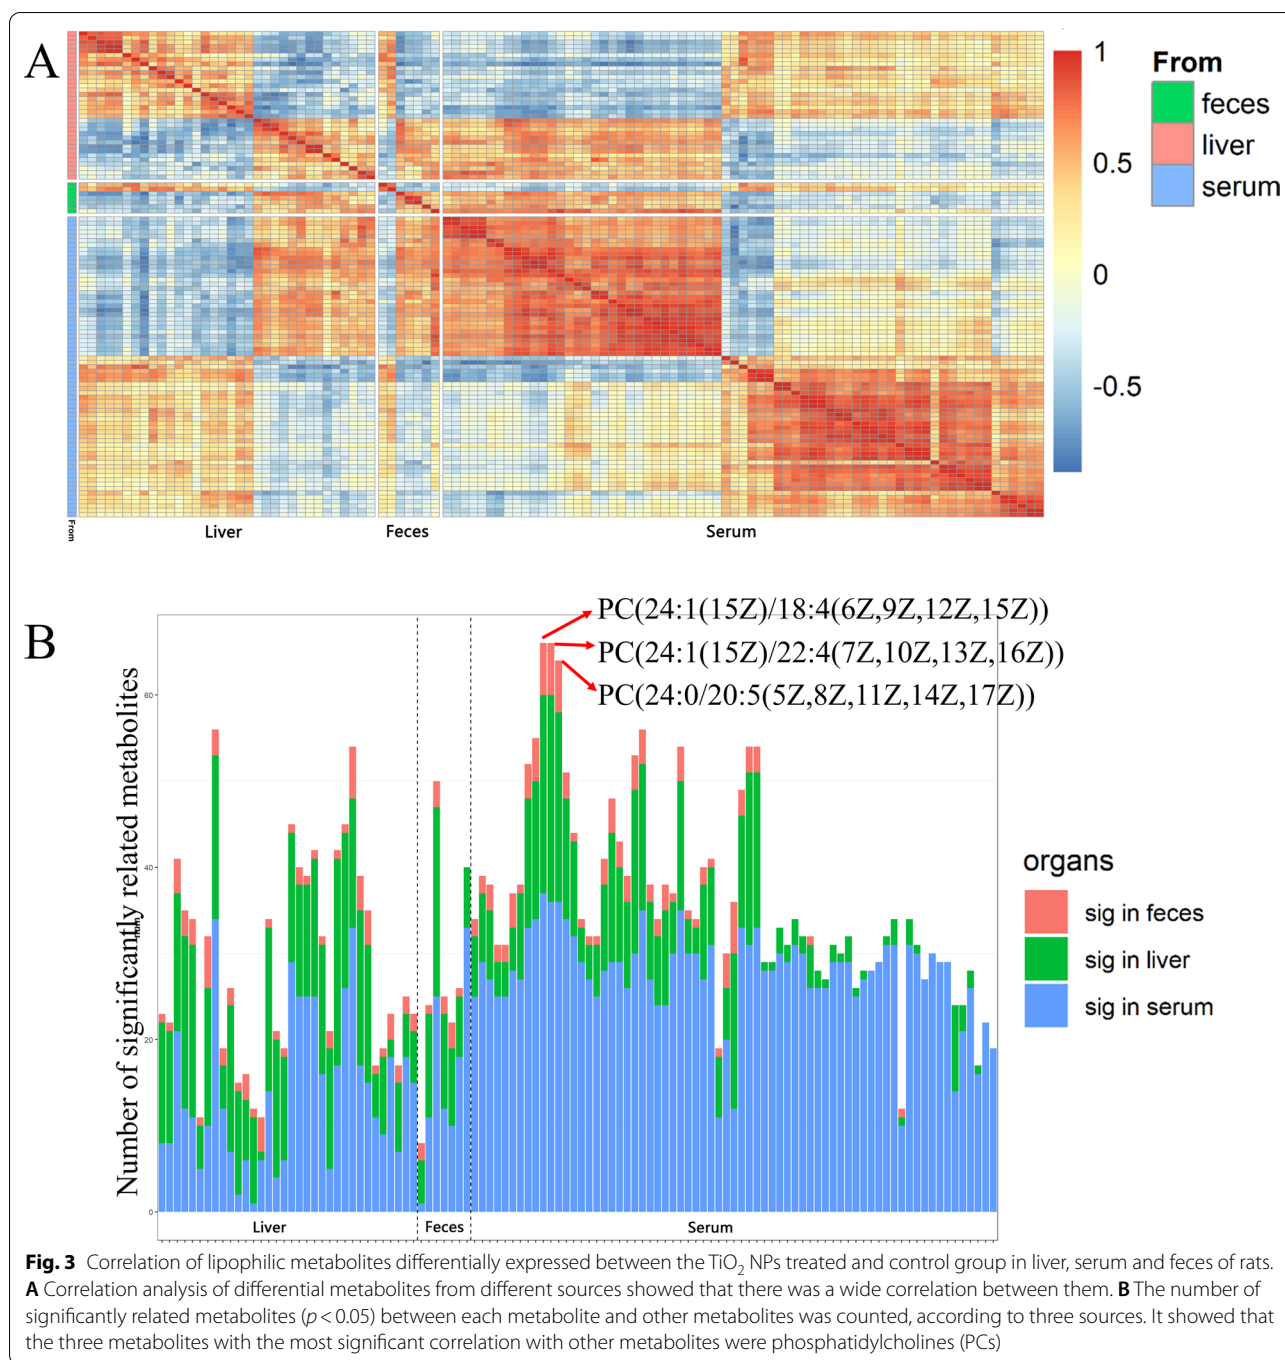 A
1
0.5
0
-0.5
From
feces
liver
serum
From
Liver
Feces
Serum
B
PC(24:1(15Z)/18:4(6Z,9Z,12Z,15Z))
PC(24:1(15Z)/22:4(7Z,10Z,13Z,16Z))
PC(24:0/20:5(5Z,8Z,11Z,14Z,17Z))
Number of significantly related metabolites
60
40
20
0
Liver
Feces
Serum
organs
sig in feces
sig in liver
sig in serum
Fig. 3 Correlation of lipophilic metabolites differentially expressed between the TiO2 NPs treated and control group in liver, serum and feces of rats.
A Correlation analysis of differential metabolites from different sources showed that there was a wide correlation between them. B The number of
significantly related metabolites (p < 0.05) between each metabolite and other metabolites was counted, according to three sources. It showed that
the three metabolites with the most significant correlation with other metabolites were phosphatidylcholines (PCs)